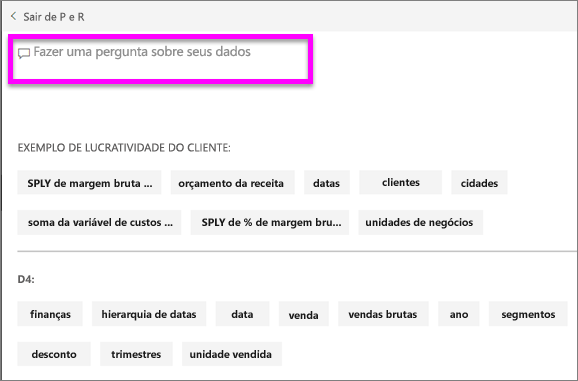 Sair de P e R
Fazer uma pergunta sobre seus dados
EXEMPLO DE LUCRATIVIDADE DO CLIENTE:
SPLY de margem bruta ... orçamento da receita datas clientes cidades
soma da variável de custos ... SPLY de % de margem bru... unidades de negócios
D4:
finanças hierarquia de datas data venda vendas brutas ano segmentos
desconto trimestres unidade vendida